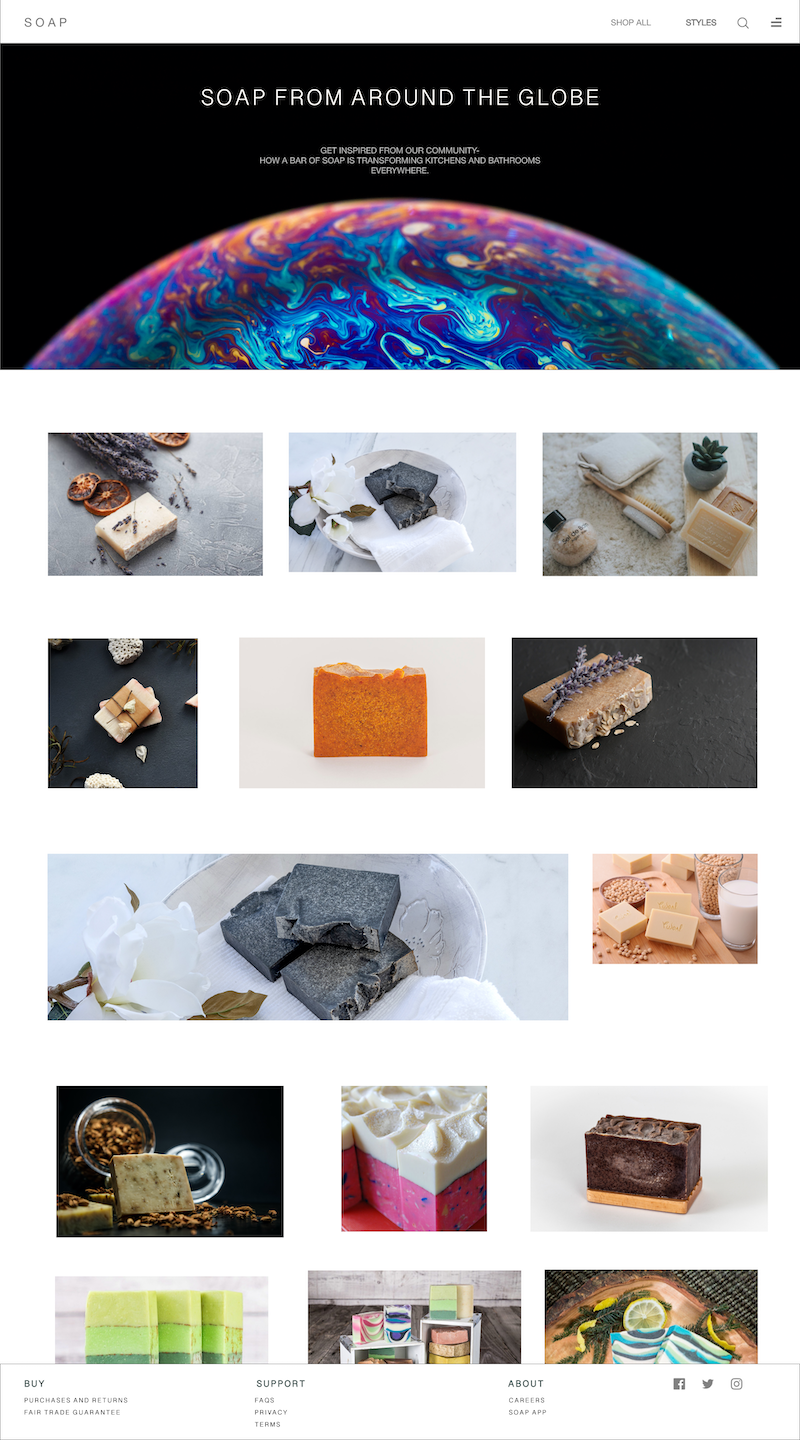 SOAP
SHOP ALL
STYLES
SOAP FROM AROUND THE GLOBE
GET INSPIRED FROM OUR COMMUNITY-
HOW A BAR OF SOAP IS TRANSFORMING KITCHENS AND BATHROOMS
EVERYWHERE.
BUY
PURCHASES AND RETURNS
FAIR TRADE GUARANTEE
SUPPORT
FAQS
PRIVACY
TERMS
ABOUT
CAREERS
SOAP APP